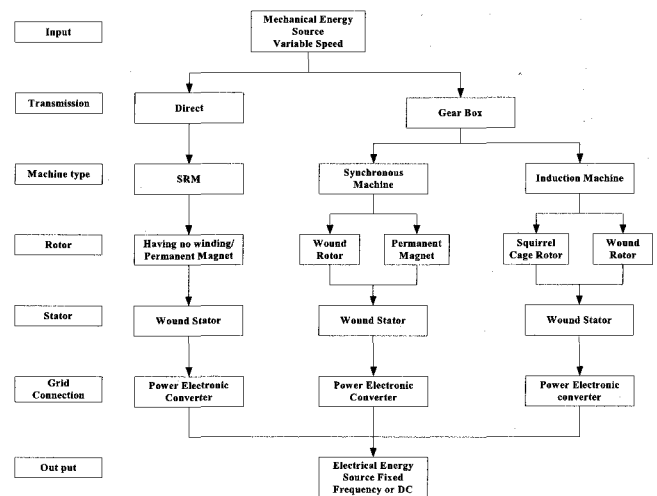 Input
Mechanical Energy
Source
Variable Speed
Transmission
Direct
Gear Box
Machine type
SRM
Synchronous
Machine
Induction Machine
Rotor
Having no winding/
Permanent Magnet
Wound
Rotor
Permanent
Magnet
Squirrel
Cage Rotor
Wound
Rotor
Stator
Wound Stator
Wound Stator
Wound Stator
Grid
Connection
Power Electronic
Converter
Power Electronic
Converter
Power Electronic
converter
Out put
Electrical Energy
Source Fixed
Frequency or DC